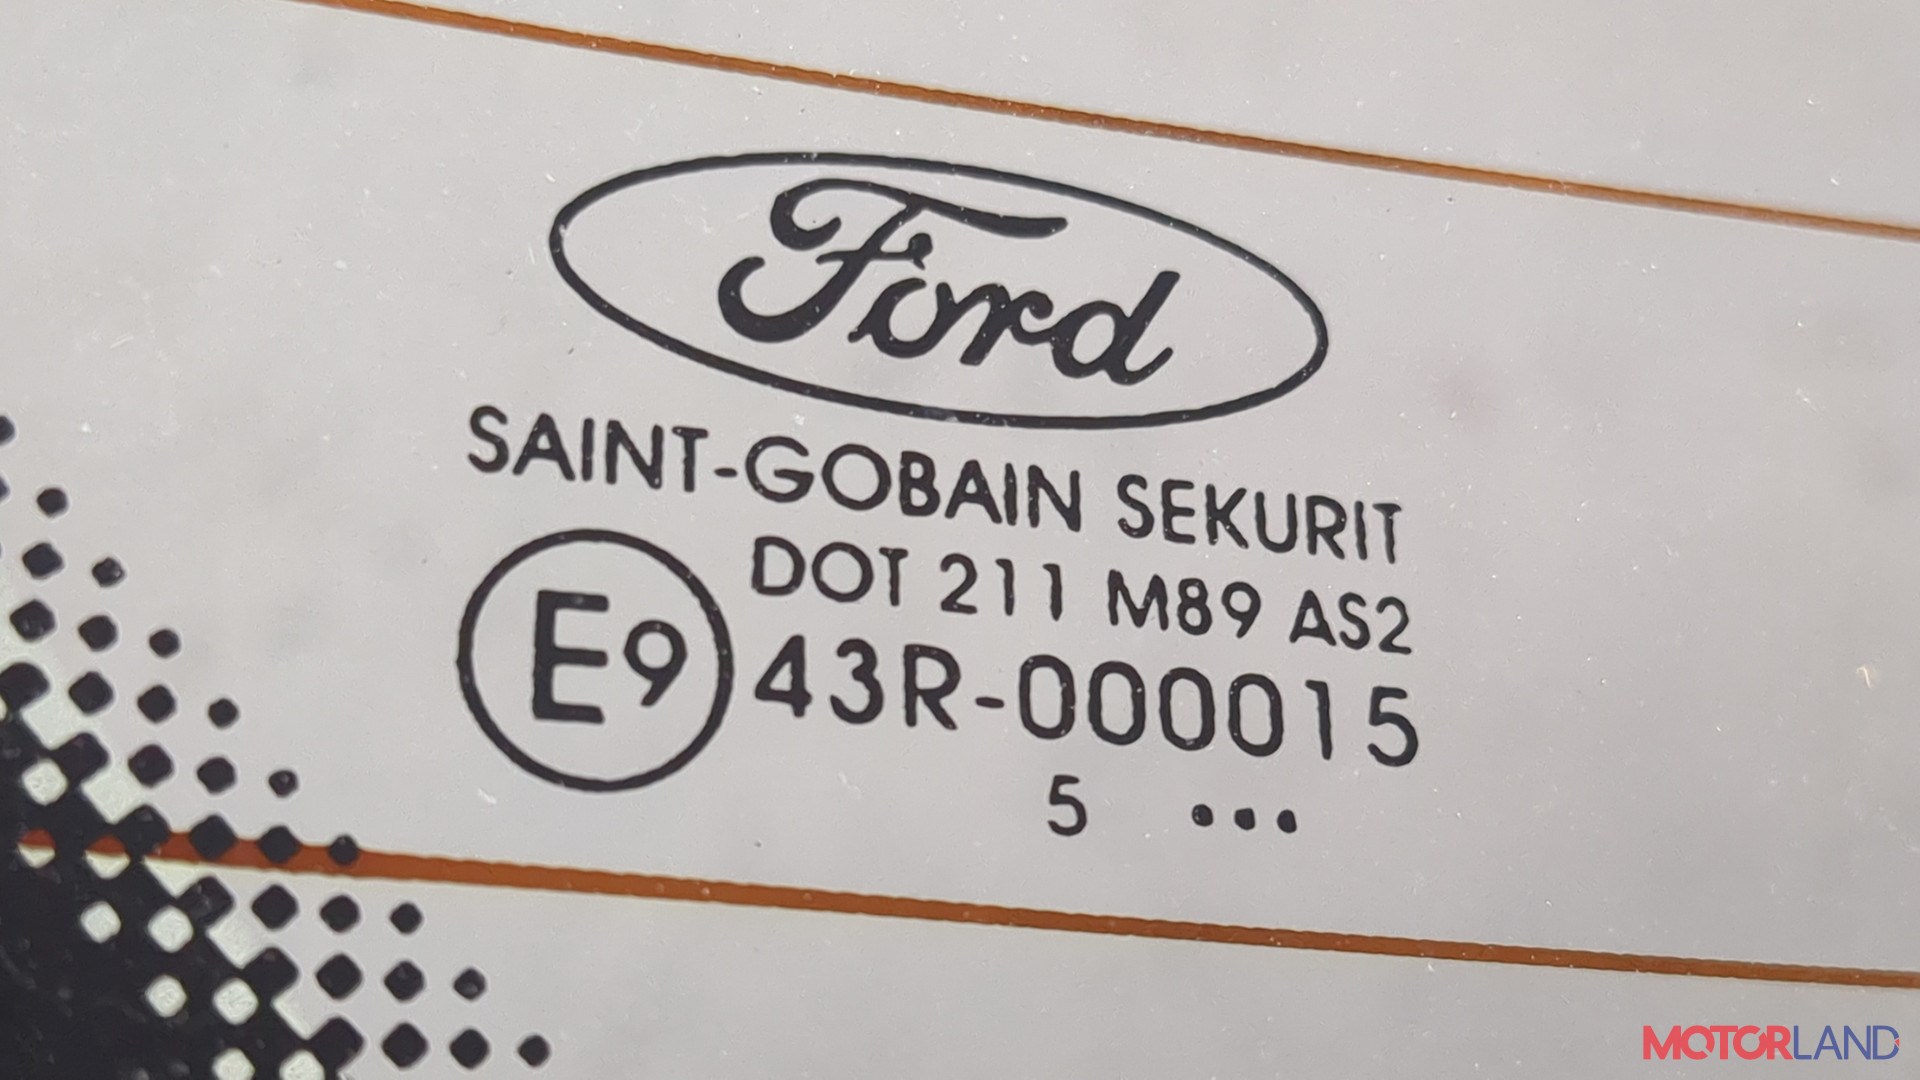 Ford
SAINT-GOBAIN SEKURIT
DOT 211 M89 AS2
E9 43R-000015
5 •••
MOTORLAND